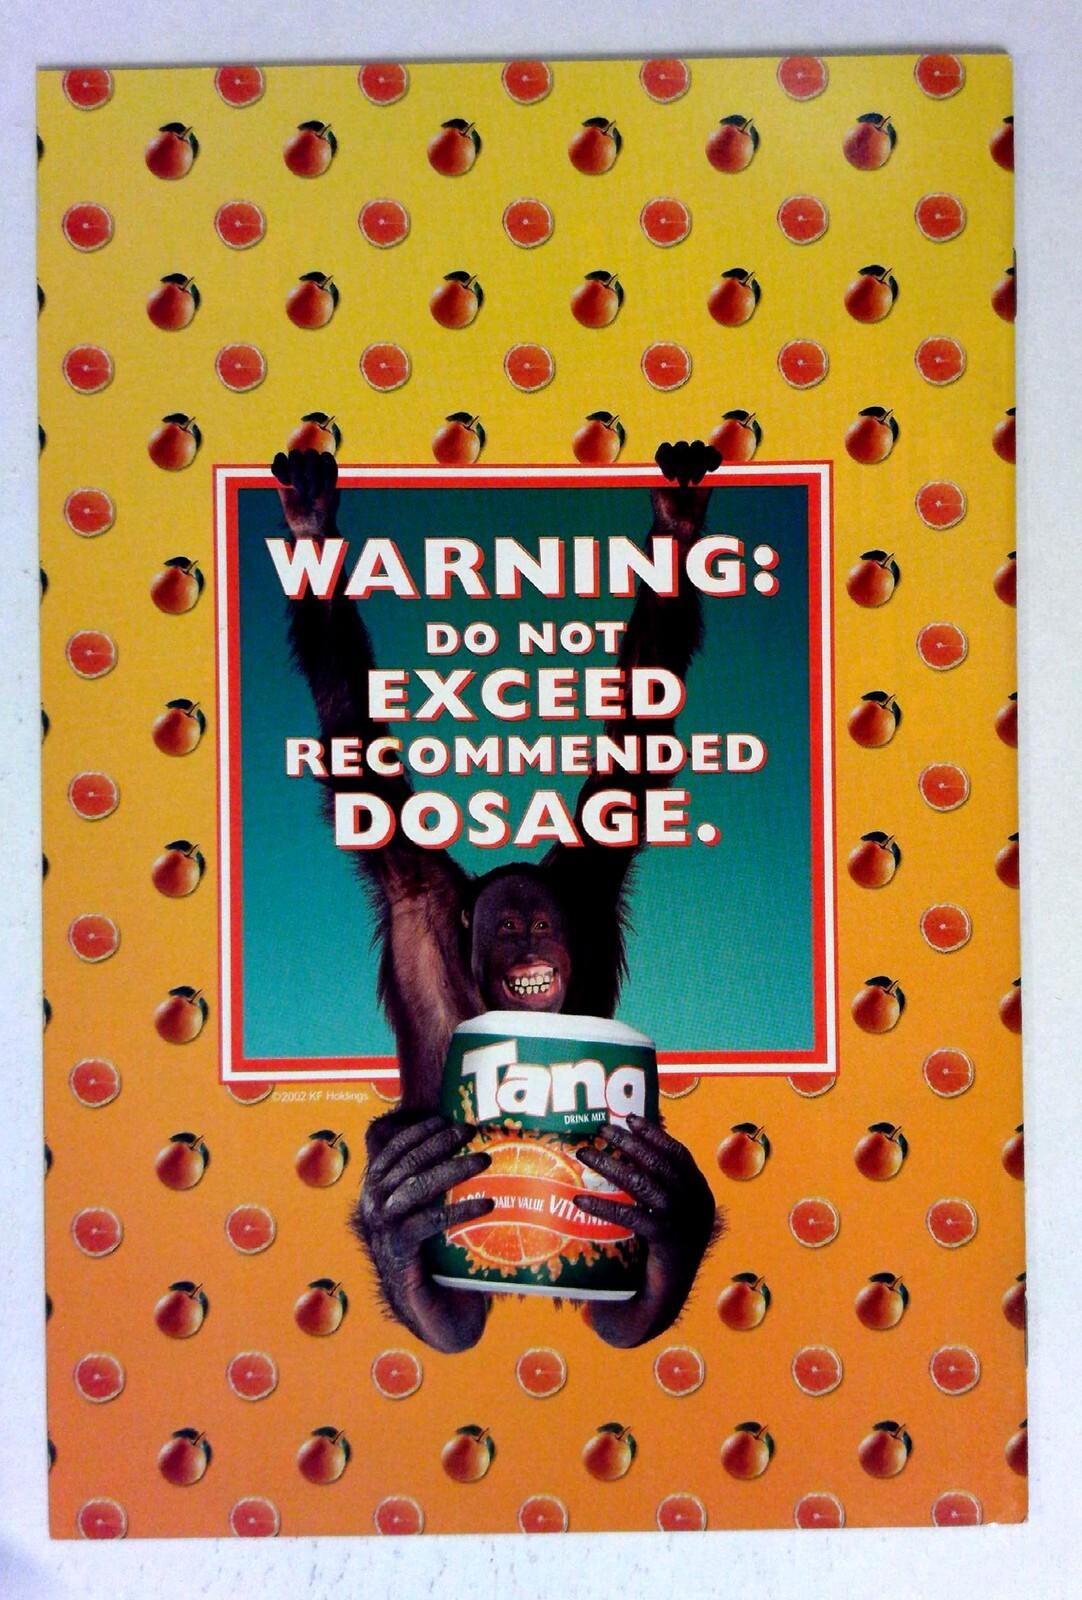 WARNING:
DO NOT
EXCEED
RECOMMENDED
DOSAGE.
Tang
DRINK MIX
DAILY VALUE
©2002 KF Holdings